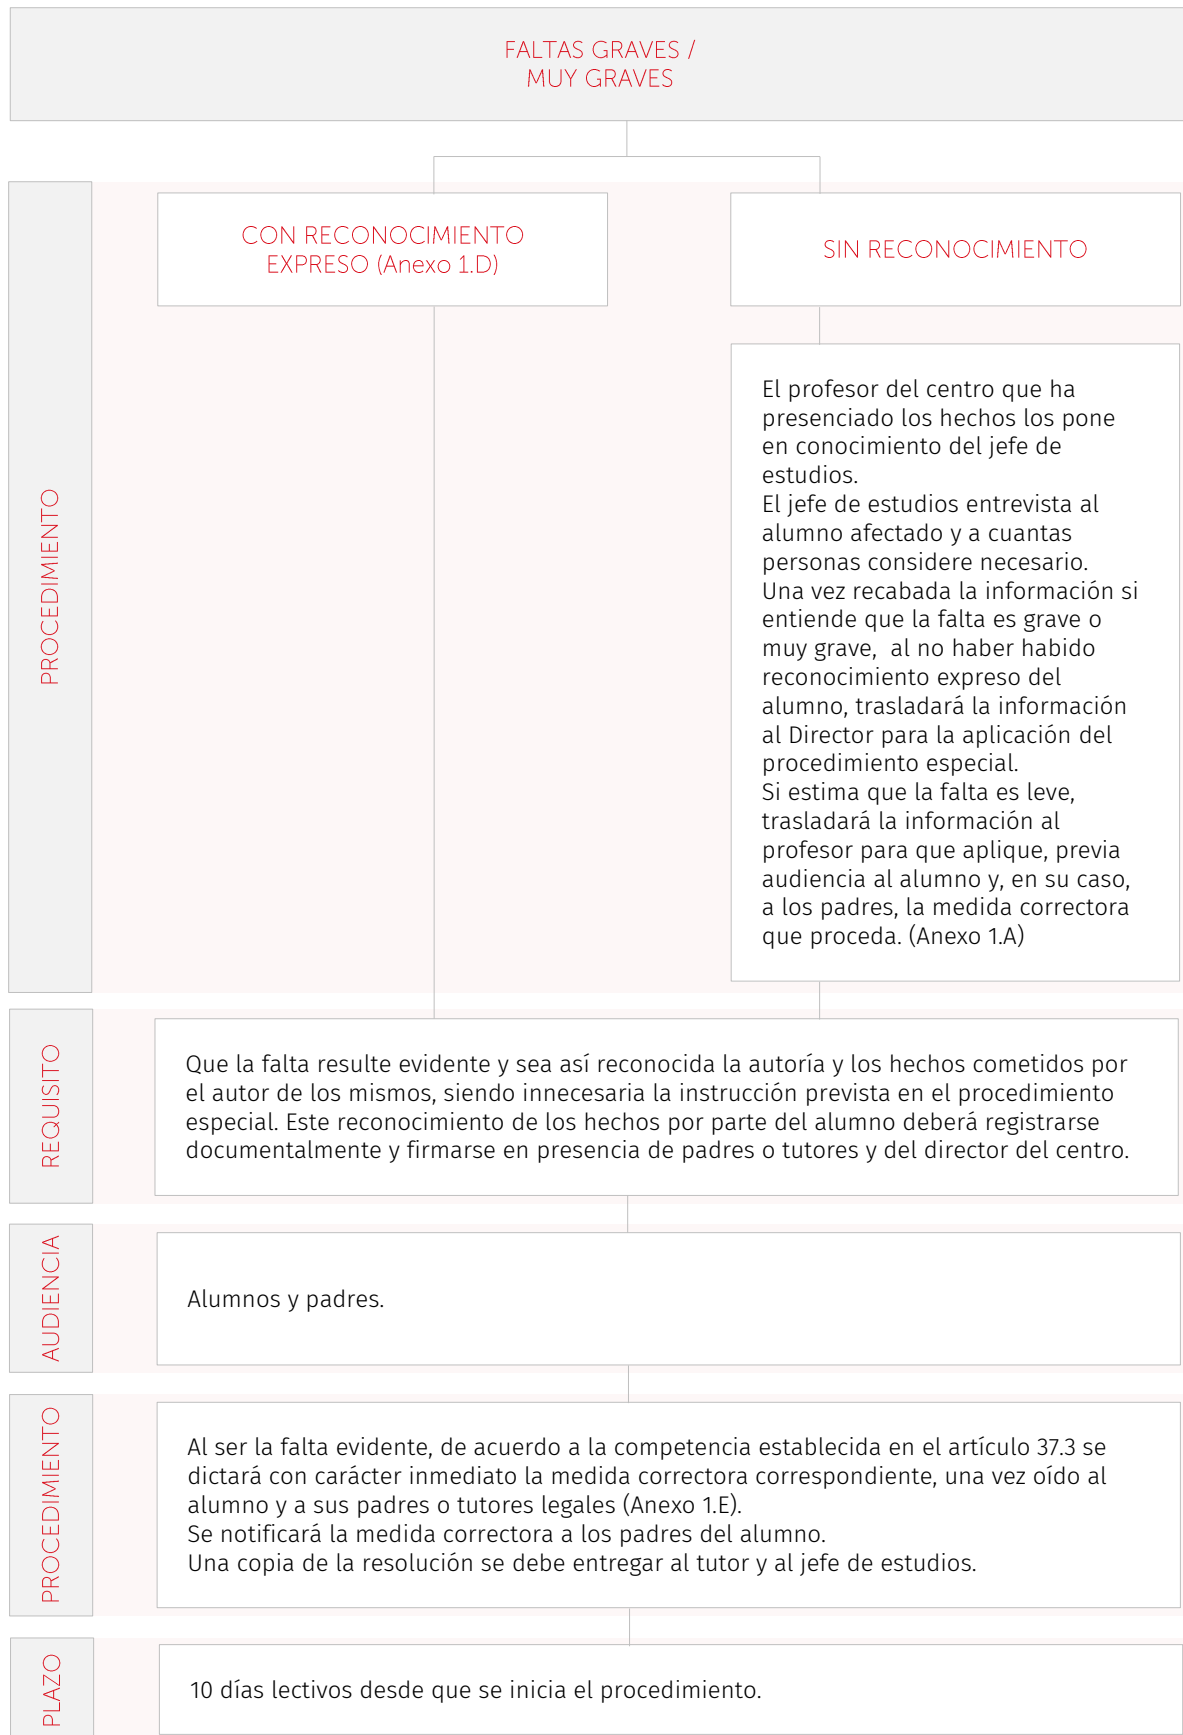 FALTAS GRAVES /
MUY GRAVES
PROCEDIMIENTO
CON RECONOCIMIENTO
EXPRESO (Anexo 1.D)
SIN RECONOCIMIENTO
El profesor del centro que ha
presenciado los hechos los pone
en conocimiento del jefe de
estudios.
El jefe de estudios entrevista al
alumno afectado y a cuantas
personas considere necesario.
Una vez recabada la información si
entiende que la falta es grave o
muy grave, al no haber habido
reconocimiento expreso del
alumno, trasladará la información
al Director para la aplicación del
procedimiento especial.
Si estima que la falta es leve,
trasladará la información al
profesor para que aplique, previa
audiencia al alumno y, en su caso,
a los padres, la medida correctora
que proceda. (Anexo 1.A)
REQUISITO
Que la falta resulte evidente y sea así reconocida la autoría y los hechos cometidos por
el autor de los mismos, siendo innecesaria la instrucción prevista en el procedimiento
especial. Este reconocimiento de los hechos por parte del alumno deberá registrarse
documentalmente y firmarse en presencia de padres o tutores y del director del centro.
AUDIENCIA
Alumnos y padres.
PROCEDIMIENTO
Al ser la falta evidente, de acuerdo a la competencia establecida en el artículo 37.3 se
dictará con carácter inmediato la medida correctora correspondiente, una vez oído al
alumno y a sus padres o tutores legales (Anexo 1.E).
Se notificará la medida correctora a los padres del alumno.
Una copia de la resolución se debe entregar al tutor y al jefe de estudios.
PLAZO
10 días lectivos desde que se inicia el procedimiento.